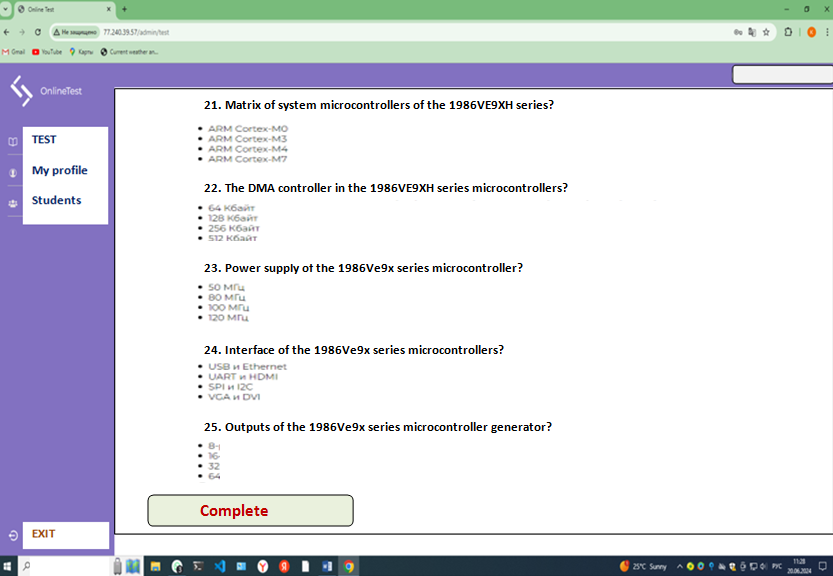 Online Test
Не защищено 77.240.39.57/admin/test
Gmail YouTube Карты Current weather an...
OnlineTest
TEST
My profile
Students
21. Matrix of system microcontrollers of the 1986VE9XH series?
• ARM Cortex-M0
• ARM Cortex-M3
• ARM Cortex-M4
• ARM Cortex-M7
22. The DMA controller in the 1986VE9XH series microcontrollers?
• 64 Кбайт
• 128 Кбайт
• 256 Кбайт
• 512 Кбайт
23. Power supply of the 1986Ve9x series microcontroller?
• 50 МГц
• 80 МГц
• 100 МГц
• 120 МГц
24. Interface of the 1986Ve9x series microcontrollers?
• USB и Ethernet
• UART и HDMI
• SPI и I2C
• VGA и DVI
25. Outputs of the 1986Ve9x series microcontroller generator?
• 8-
• 16-
• 32
• 64
Complete
EXIT
25°C Sunny
РУС
11:28
20.06.2024